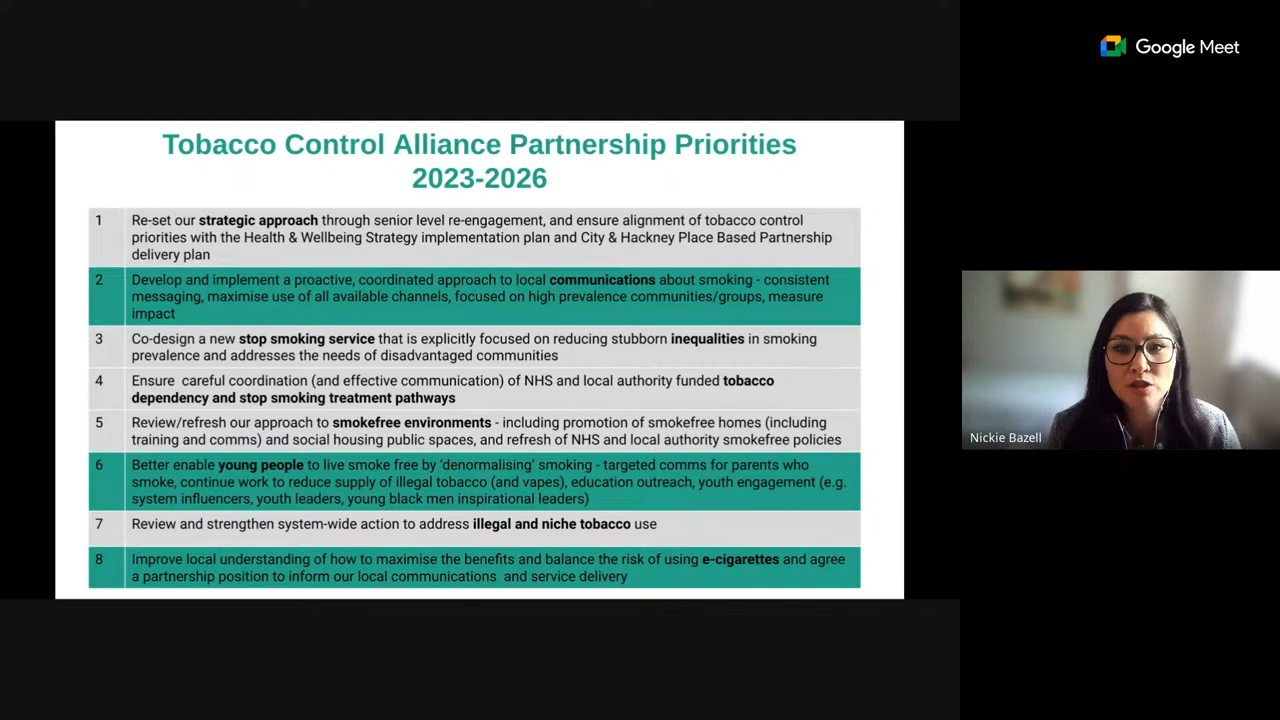 Google Meet
Tobacco Control Alliance Partnership Priorities
2023-2026
1 Re-set our strategic approach through senior level re-engagement, and ensure alignment of tobacco control
priorities with the Health & Wellbeing Strategy implementation plan and City & Hackney Place Based Partnership
delivery plan
2 Develop and implement a proactive, coordinated approach to local communications about smoking - consistent
messaging, maximise use of all available channels, focused on high prevalence communities/groups, measure
impact
3 Co-design a new stop smoking service that is explicitly focused on reducing stubborn inequalities in smoking
prevalence and addresses the needs of disadvantaged communities
4 Ensure careful coordination (and effective communication) of NHS and local authority funded tobacco
dependency and stop smoking treatment pathways
5 Review/refresh our approach to smokefree environments - including promotion of smokefree homes (including
training and comms) and social housing public spaces, and refresh of NHS and local authority smokefree policies
6 Better enable young people to live smoke free by ‘denormalising’ smoking - targeted comms for parents who
smoke, continue work to reduce supply of illegal tobacco (and vapes), education outreach, youth engagement (e.g.
system influencers, youth leaders, young black men inspirational leaders)
7 Review and strengthen system-wide action to address illegal and niche tobacco use
8 Improve local understanding of how to maximise the benefits and balance the risk of using e-cigarettes and agree
a partnership position to inform our local communications and service delivery
Nickie Bazell